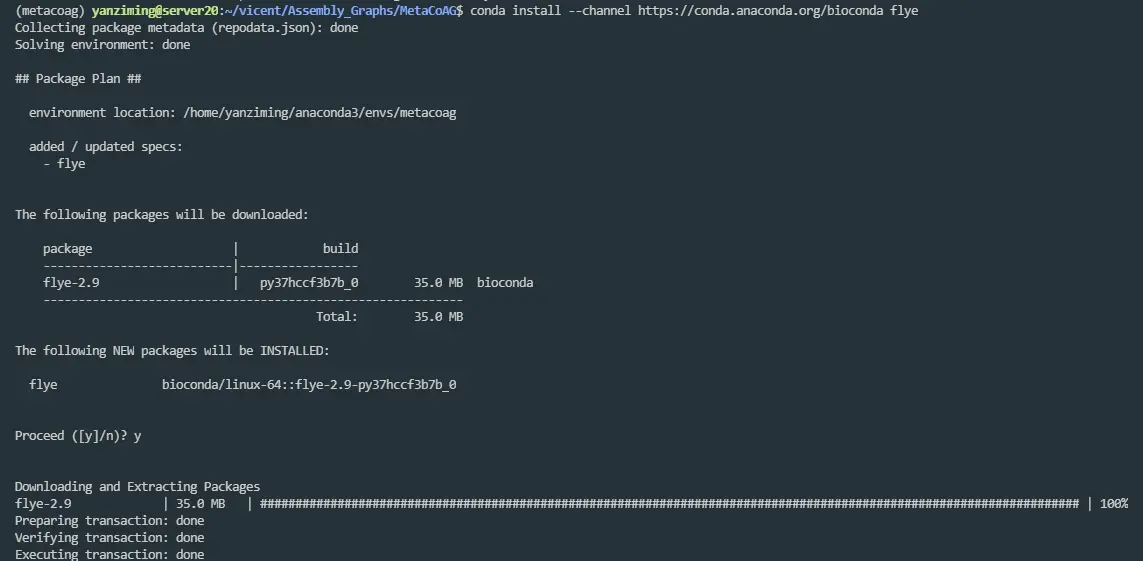 (metacoag) yanziming@server20:~/vicent/Assembly_Graphs/MetaCoAG$ conda install --channel https://conda.anaconda.org/bioconda flye
Collecting package metadata (repodata.json): done
Solving environment: done
## Package Plan ##
environment location: /home/yanziming/anaconda3/envs/metacoag
added / updated specs:
- flye
The following packages will be downloaded:
package | build
---------------------------|-----------------
flye-2.9 | py37hccf3b7b_0 35.0 MB bioconda
------------------------------------------------------------
Total: 35.0 MB
The following NEW packages will be INSTALLED:
flye bioconda/linux-64::flye-2.9-py37hccf3b7b_0
Proceed ([y]/n)? y
Downloading and Extracting Packages
flye-2.9 | 35.0 MB | ##################################################################################################################### | 100%
Preparing transaction: done
Verifying transaction: done
Executing transaction: done